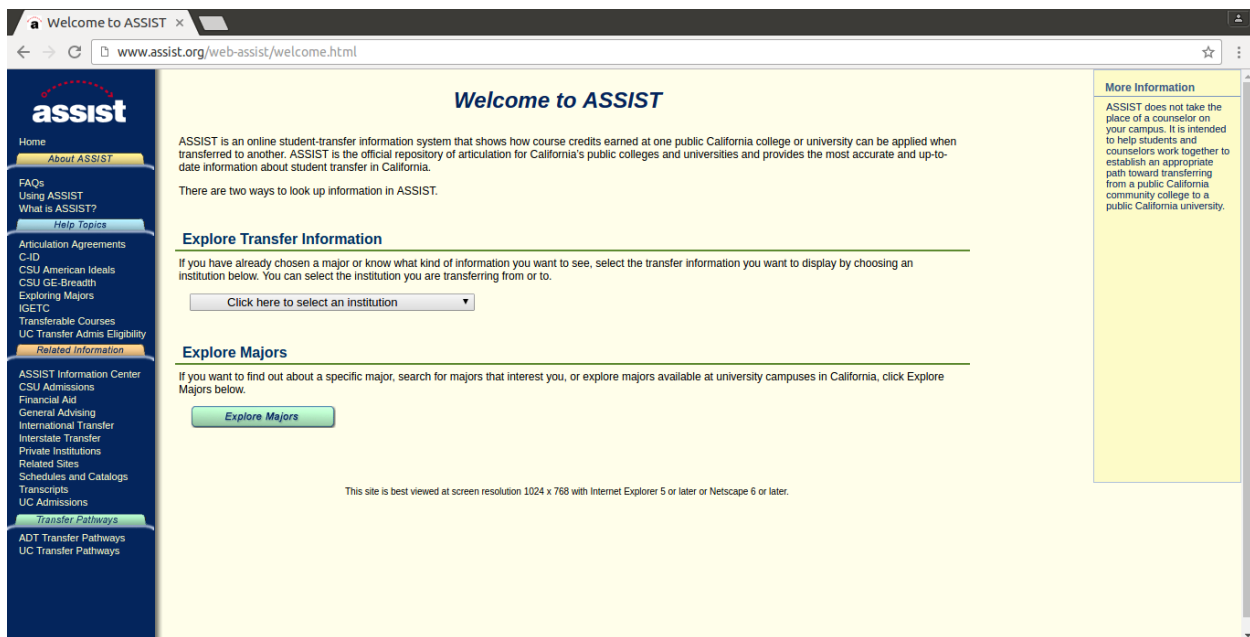 a Welcome to ASSIST ×
www.assist.org/web-assist/welcome.html
assist
Home
About ASSIST
FAQs
Using ASSIST
What is ASSIST?
Help Topics
Articulation Agreements
C-ID
CSU American Ideals
CSU GE-Breadth
Exploring Majors
IGETC
Transferable Courses
UC Transfer Admis Eligibility
Related Information
ASSIST Information Center
CSU Admissions
Financial Aid
General Advising
International Transfer
Interstate Transfer
Private Institutions
Related Sites
Schedules and Catalogs
Transcripts
UC Admissions
Transfer Pathways
ADT Transfer Pathways
UC Transfer Pathways
Welcome to ASSIST
ASSIST is an online student-transfer information system that shows how course credits earned at one public California college or university can be applied when
transferred to another. ASSIST is the official repository of articulation for California's public colleges and universities and provides the most accurate and up-to-
date information about student transfer in California.
There are two ways to look up information in ASSIST.
Explore Transfer Information
If you have already chosen a major or know what kind of information you want to see, select the transfer information you want to display by choosing an
institution below. You can select the institution you are transferring from or to.
Click here to select an institution
Explore Majors
If you want to find out about a specific major, search for majors that interest you, or explore majors available at university campuses in California, click Explore
Majors below.
Explore Majors
This site is best viewed at screen resolution 1024 x 768 with Internet Explorer 5 or later or Netscape 6 or later.
More Information
ASSIST does not take the
place of a counselor on
your campus. It is intended
to help students and
counselors work together to
establish an appropriate
path toward transferring
from a public California
community college to a
public California university.